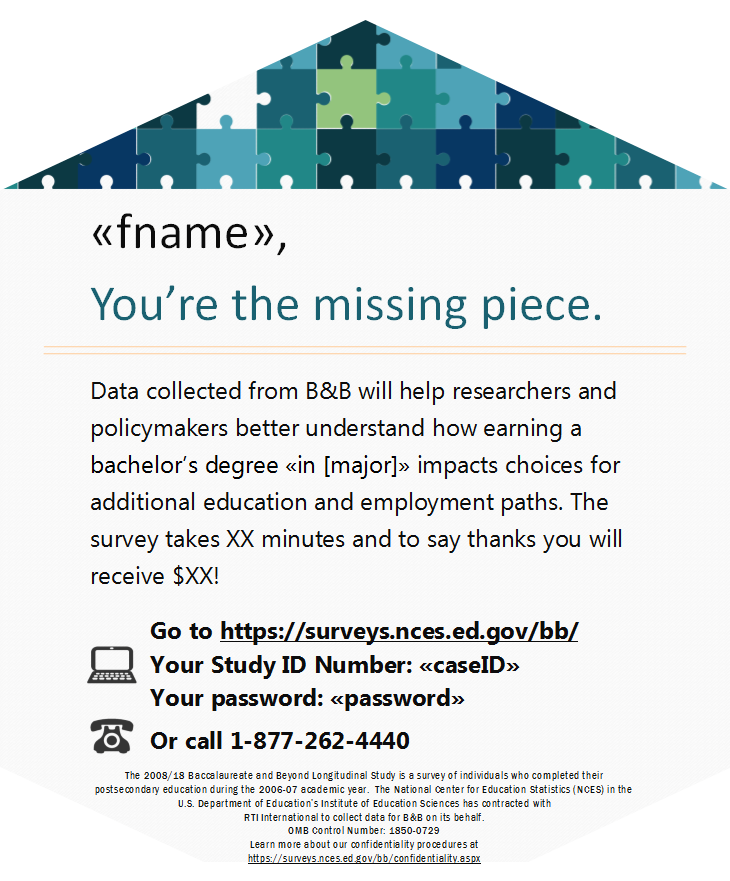 «fname»,
You’re the missing piece.
Data collected from B&B will help researchers and
policymakers better understand how earning a
bachelor’s degree «in [major]» impacts choices for
additional education and employment paths. The
survey takes XX minutes and to say thanks you will
receive $XX!
Go to https://surveys.nces.ed.gov/bb/
Your Study ID Number: «caseID»
Your password: «password»
Or call 1-877-262-4440
The 2008/18 Baccalaureate and Beyond Longitudinal Study is a survey of individuals who completed their
postsecondary education during the 2006-07 academic year. The National Center for Education Statistics (NCES) in the
U.S. Department of Education’s Institute of Education Sciences has contracted with
RTI International to collect data for B&B on its behalf.
OMB Control Number: 1850-0729
Learn more about our confidentiality procedures at
https://surveys.nces.ed.gov/bb/confidentiality.aspx